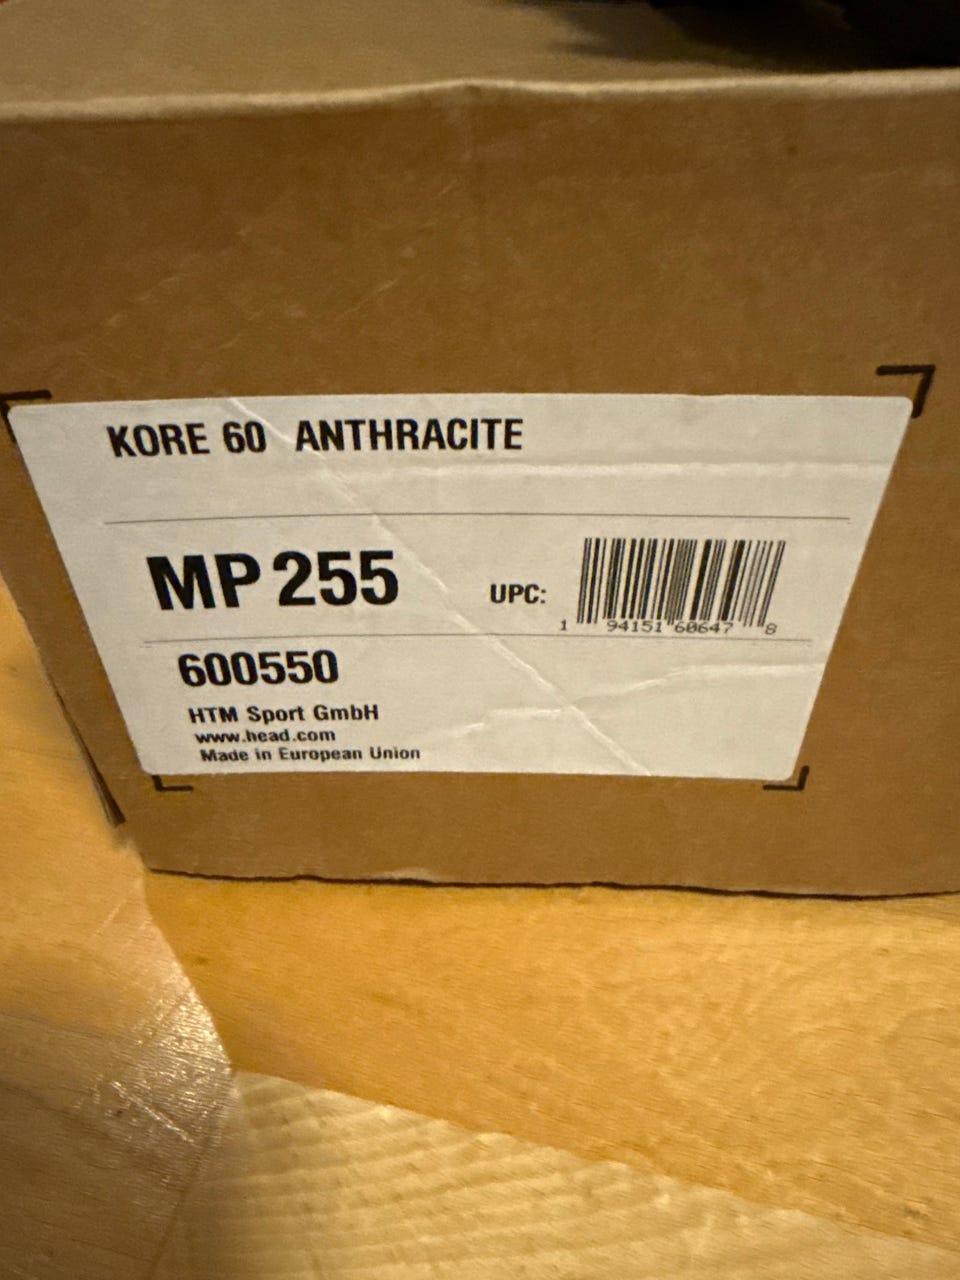 KORE 60 ANTHRACITE
MP 255
UPC:
1 94151 60647 8
600550
HTM Sport GmbH
www.head.com
Made in European Union